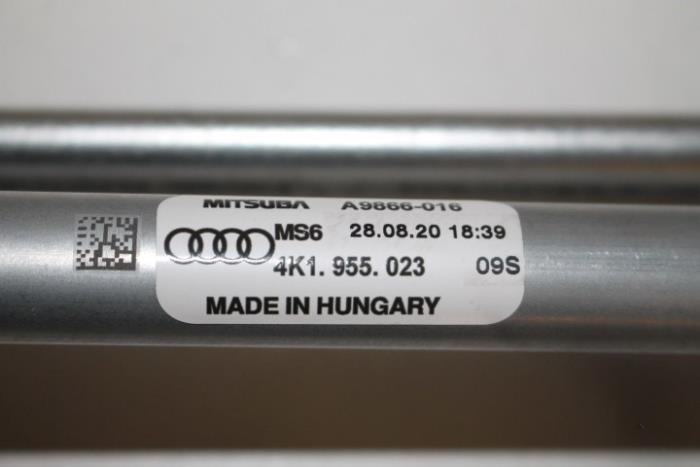 MITSUBA A9866-016
MS6 28.08.20 18:39
4K1.955.023 09S
MADE IN HUNGARY